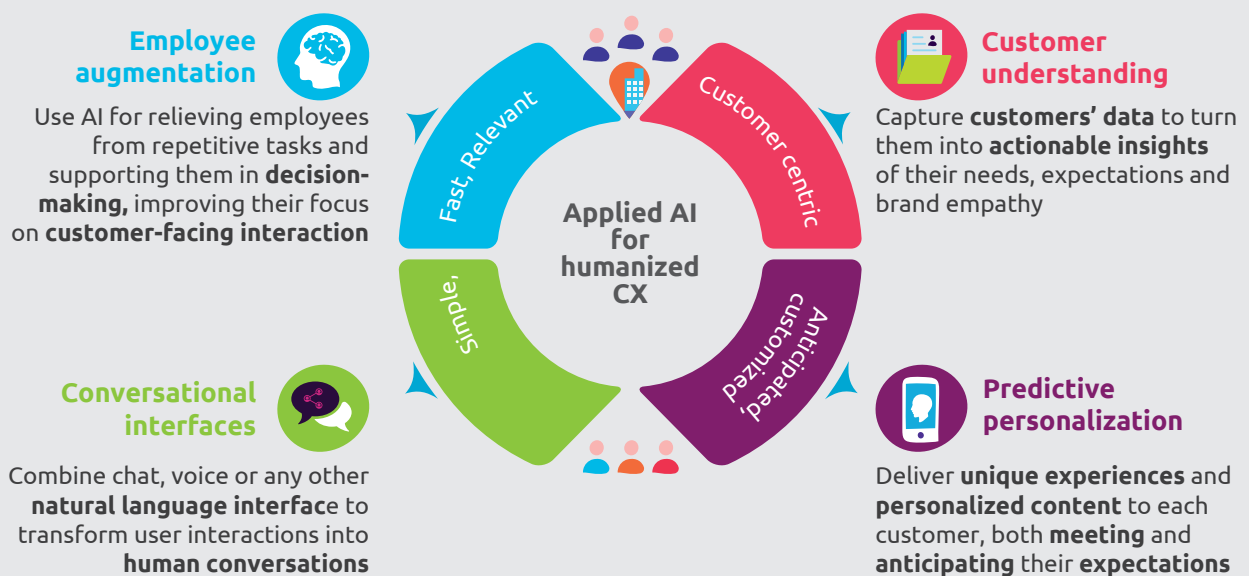 Employee
augmentation
Use AI for relieving employees
from repetitive tasks and
supporting them in decision-
making, improving their focus
on customer-facing interaction
Fast, Relevant
Customer centric
Customer
understanding
Capture customers’ data to turn
them into actionable insights
of their needs, expectations and
brand empathy
Applied AI
for
humanized
CX
Simple,
Anticipated,
customized
Conversational
interfaces
Combine chat, voice or any other
natural language interface to
transform user interactions into
human conversations
Predictive
personalization
Deliver unique experiences and
personalized content to each
customer, both meeting and
anticipating their expectations